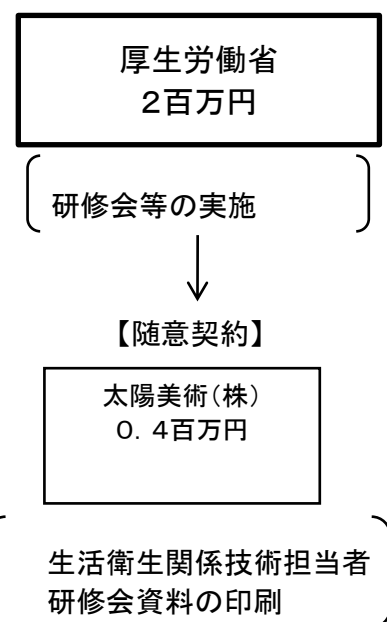 厚生労働省
２百万円
研修会等の実施
【随意契約】
太陽美術（株）
０．４百万円
生活衛生関係技術担当者
研修会資料の印刷